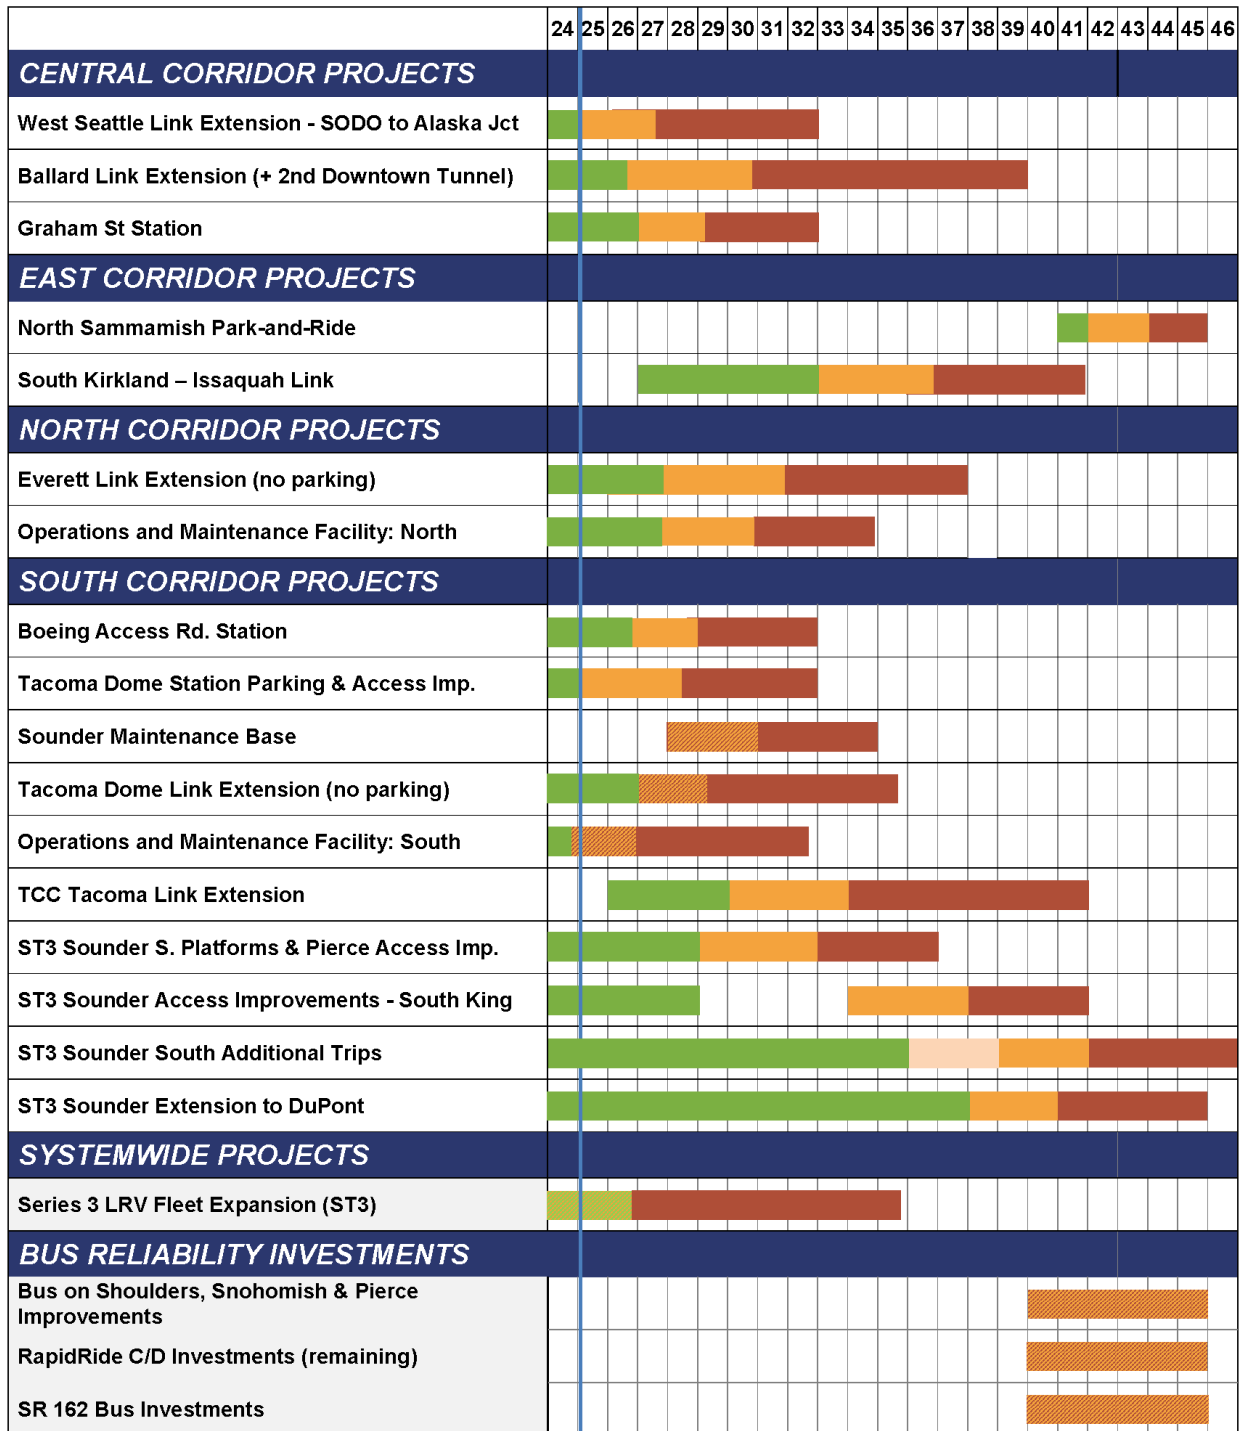 24 25 26 27 28 29 30 31 32 33 34 35 36 37 38 39 40 41 42 43 44 45 46
CENTRAL CORRIDOR PROJECTS
West Seattle Link Extension - SODO to Alaska Jct
Ballard Link Extension (+ 2nd Downtown Tunnel)
Graham St Station
EAST CORRIDOR PROJECTS
North Sammamish Park-and-Ride
South Kirkland – Issaquah Link
NORTH CORRIDOR PROJECTS
Everett Link Extension (no parking)
Operations and Maintenance Facility: North
SOUTH CORRIDOR PROJECTS
Boeing Access Rd. Station
Tacoma Dome Station Parking & Access Imp.
Sounder Maintenance Base
Tacoma Dome Link Extension (no parking)
Operations and Maintenance Facility: South
TCC Tacoma Link Extension
ST3 Sounder S. Platforms & Pierce Access Imp.
ST3 Sounder Access Improvements - South King
ST3 Sounder South Additional Trips
ST3 Sounder Extension to DuPont
SYSTEMWIDE PROJECTS
Series 3 LRV Fleet Expansion (ST3)
BUS RELIABILITY INVESTMENTS
Bus on Shoulders, Snohomish & Pierce
Improvements
RapidRide C/D Investments (remaining)
SR 162 Bus Investments